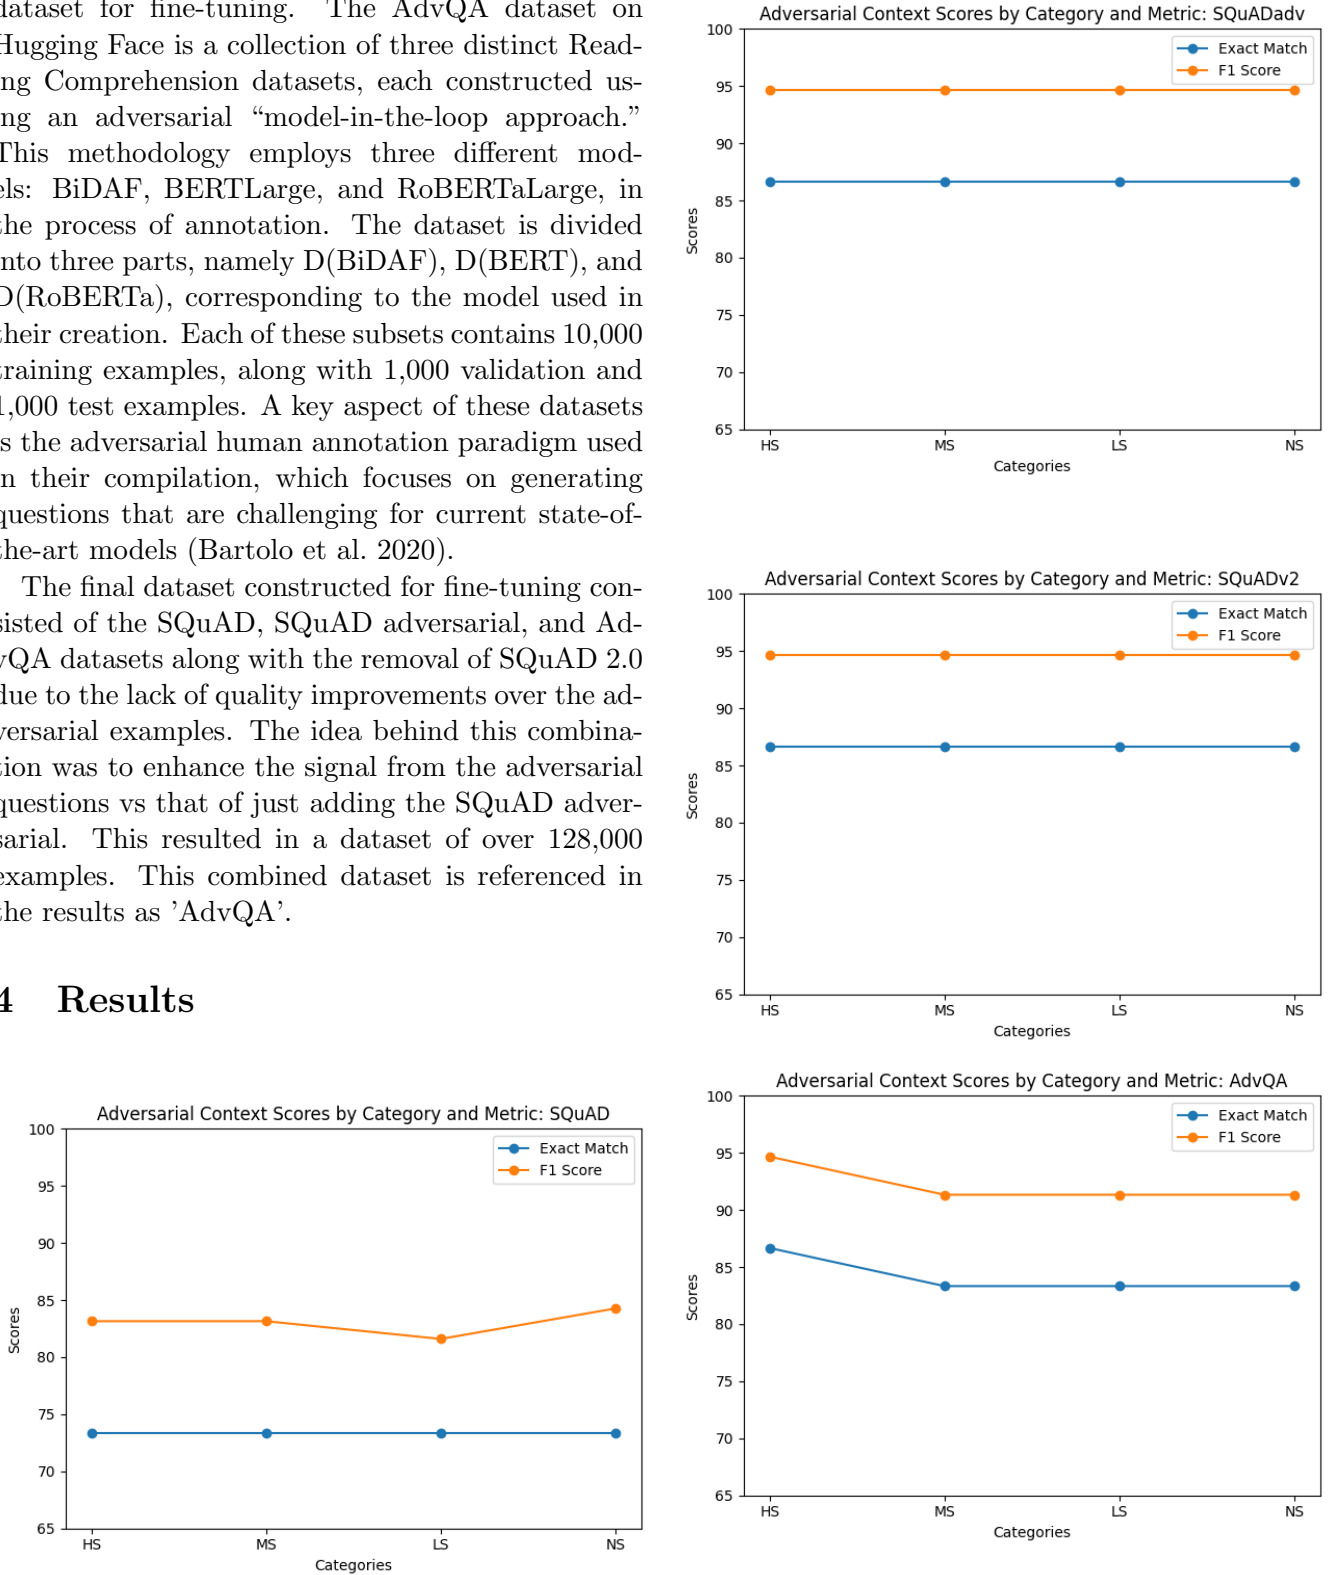 dataset for fine-tuning. The AdvQA dataset on
Hugging Face is a collection of three distinct Read-
ng Comprehension datasets, each constructed us-
ng an adversarial “model-in-the-loop approach.”
This methodology employs three different mod-
els: BiDAF, BERTLarge, and RoBERTaLarge, in
the process of annotation. The dataset is divided
nto three parts, namely D(BiDAF), D(BERT), and
D(RoBERTa), corresponding to the model used in
their creation. Each of these subsets contains 10,000
training examples, along with 1,000 validation and
1,000 test examples. A key aspect of these datasets
s the adversarial human annotation paradigm used
n their compilation, which focuses on generating
questions that are challenging for current state-of-
the-art models (Bartolo et al. 2020).
The final dataset constructed for fine-tuning con-
sisted of the SQuAD, SQuAD adversarial, and Ad-
vQA datasets along with the removal of SQuAD 2.0
due to the lack of quality improvements over the ad-
versarial examples. The idea behind this combina-
tion was to enhance the signal from the adversarial
questions vs that of just adding the SQuAD adver-
sarial. This resulted in a dataset of over 128,000
examples. This combined dataset is referenced in
the results as ’AdvQA’.
4 Results
Adversarial Context Scores by Category and Metric: SQuAD
Exact Match
F1 Score
100
95
90
85
80
75
70
65
Scores
HS MS LS NS
Categories
Adversarial Context Scores by Category and Metric: SQuADadv
Exact Match
F1 Score
100
95
90
85
80
75
70
65
Scores
HS MS LS NS
Categories
Adversarial Context Scores by Category and Metric: SQuADv2
Exact Match
F1 Score
100
95
90
85
80
75
70
65
Scores
HS MS LS NS
Categories
Adversarial Context Scores by Category and Metric: AdvQA
Exact Match
F1 Score
100
95
90
85
80
75
70
65
Scores
HS MS LS NS
Categories